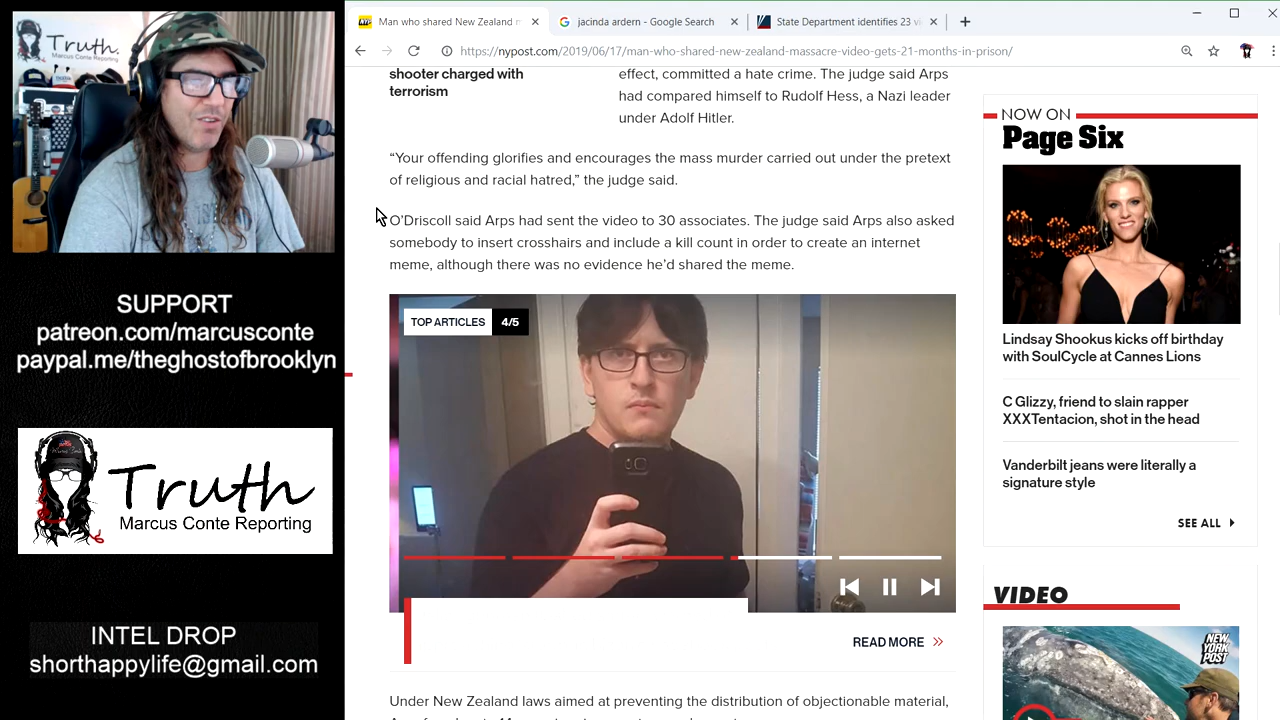 Truth.
Marcus Conte Reporting
SUPPORT
patreon.com/marcusconte
paypal.me/theghostofbrooklyn
Truth
Marcus Conte Reporting
INTEL DROP
shorthappylife@gmail.com
Man who shared New Zealand m
jacinda ardern - Google Search
State Department identifies 23 vi
https://nypost.com/2019/06/17/man-who-shared-new-zealand-massacre-video-gets-21-months-in-prison/
shooter charged with
terrorism
effect, committed a hate crime. The judge said Arps
had compared himself to Rudolf Hess, a Nazi leader
under Adolf Hitler.
“Your offending glorifies and encourages the mass murder carried out under the pretext
of religious and racial hatred,” the judge said.
O’Driscoll said Arps had sent the video to 30 associates. The judge said Arps also asked
somebody to insert crosshairs and include a kill count in order to create an internet
meme, although there was no evidence he’d shared the meme.
TOP ARTICLES 4/5
READ MORE
Under New Zealand laws aimed at preventing the distribution of objectionable material,
NOW ON
Page Six
Lindsay Shookus kicks off birthday
with SoulCycle at Cannes Lions
C Glizzy, friend to slain rapper
XXXTentacion, shot in the head
Vanderbilt jeans were literally a
signature style
SEE ALL
VIDEO
NEW
YORK
POST